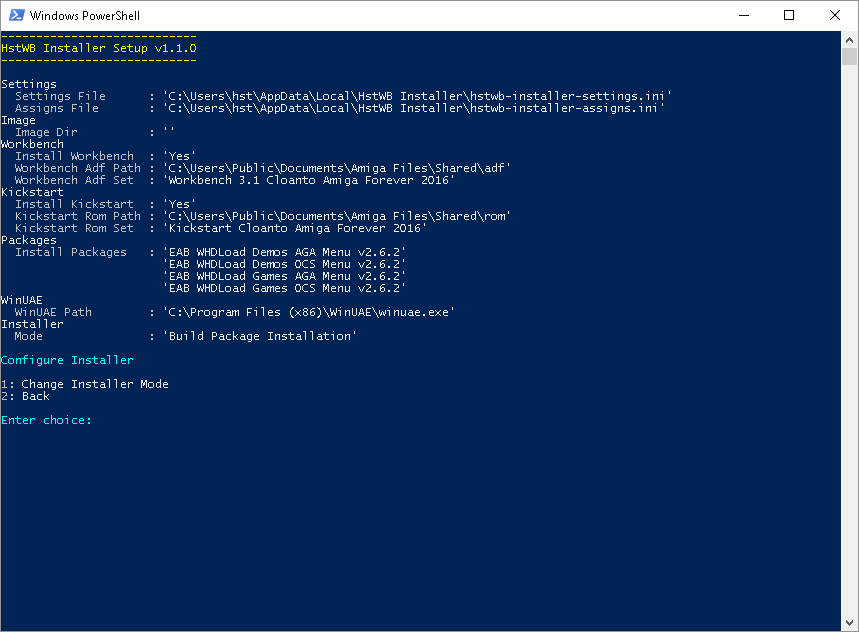 Windows PowerShell
---------------------------
HstWB Installer Setup v1.1.0
---------------------------
Settings
  Settings File      : 'C:\Users\hst\AppData\Local\HstWB Installer\hstwb-installer-settings.ini'
  Assigns File       : 'C:\Users\hst\AppData\Local\HstWB Installer\hstwb-installer-assigns.ini'
Image
  Image Dir          : ''
Workbench
  Install Workbench  : 'Yes'
  Workbench Adf Path : 'C:\Users\Public\Documents\Amiga Files\Shared\adf'
  Workbench Adf Set  : 'Workbench 3.1 Cloanto Amiga Forever 2016'
Kickstart
  Install Kickstart  : 'Yes'
  Kickstart Rom Path : 'C:\Users\Public\Documents\Amiga Files\Shared\rom'
  Kickstart Rom Set  : 'Kickstart Cloanto Amiga Forever 2016'
Packages
  Install Packages   : 'EAB WHDLoad Demos AGA Menu v2.6.2'
                       'EAB WHDLoad Demos OCS Menu v2.6.2'
                       'EAB WHDLoad Games AGA Menu v2.6.2'
                       'EAB WHDLoad Games OCS Menu v2.6.2'
WinUAE
  WinUAE Path        : 'C:\Program Files (x86)\WinUAE\winuae.exe'
Installer
  Mode               : 'Build Package Installation'
Configure Installer
1: Change Installer Mode
2: Back
Enter choice: